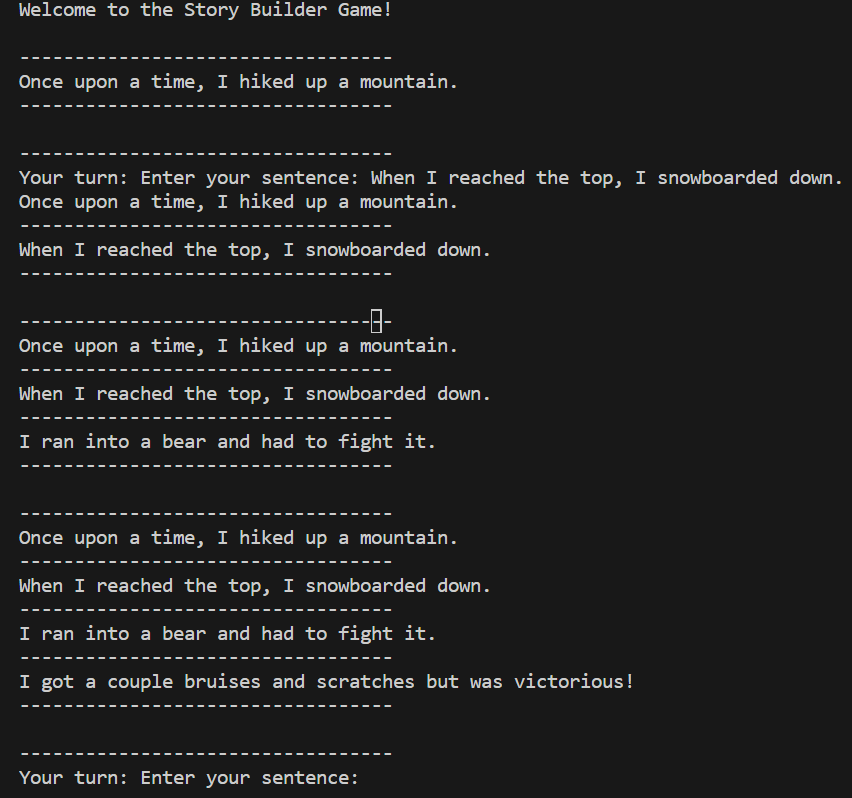 Welcome to the Story Builder Game!
----------------------------------
Once upon a time, I hiked up a mountain.
----------------------------------
----------------------------------
Your turn: Enter your sentence: When I reached the top, I snowboarded down.
Once upon a time, I hiked up a mountain.
----------------------------------
When I reached the top, I snowboarded down.
----------------------------------
----------------------------------
Once upon a time, I hiked up a mountain.
----------------------------------
When I reached the top, I snowboarded down.
----------------------------------
I ran into a bear and had to fight it.
----------------------------------
----------------------------------
Once upon a time, I hiked up a mountain.
----------------------------------
When I reached the top, I snowboarded down.
----------------------------------
I ran into a bear and had to fight it.
----------------------------------
I got a couple bruises and scratches but was victorious!
----------------------------------
----------------------------------
Your turn: Enter your sentence: